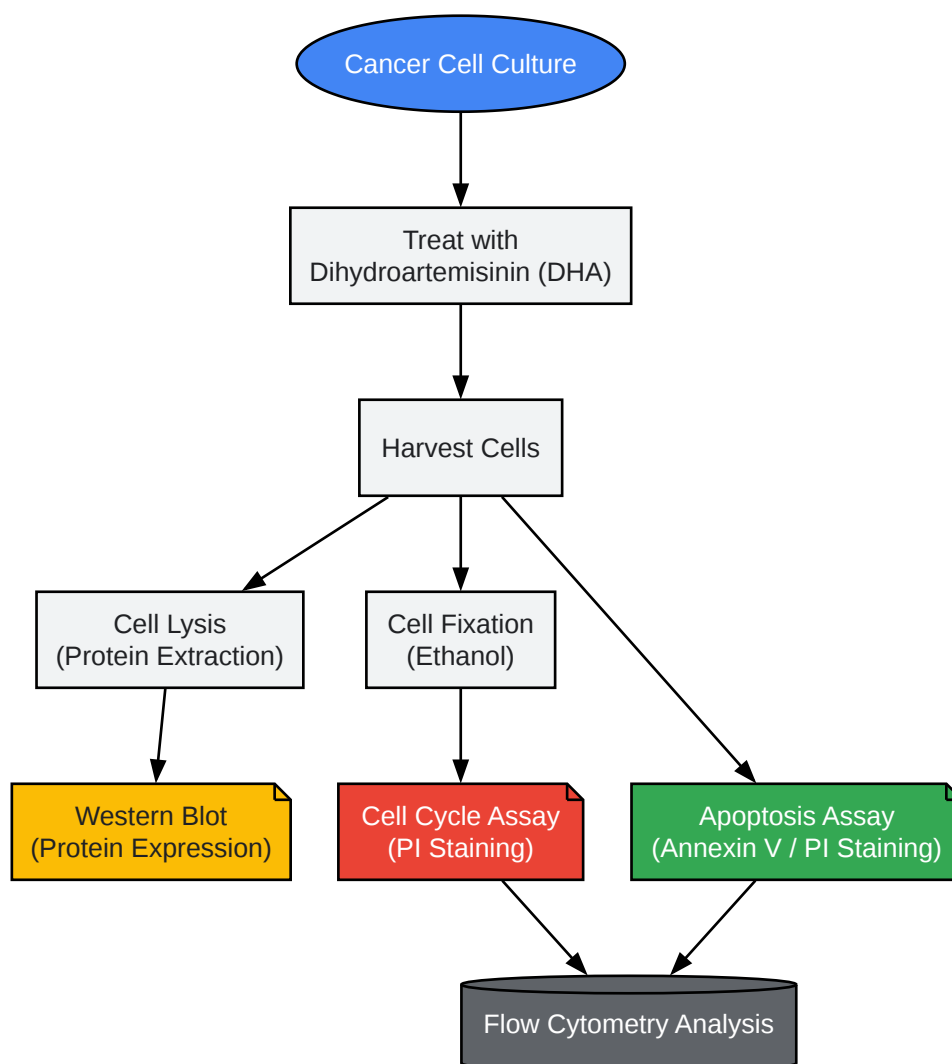 Cancer Cell Culture
Treat with
Dihydroartemisinin (DHA)
Harvest Cells
Cell Lysis
(Protein Extraction)
Cell Fixation
(Ethanol)
Western Blot
(Protein Expression)
Cell Cycle Assay
(PI Staining)
Apoptosis Assay
(Annexin V / PI Staining)
Flow Cytometry Analysis